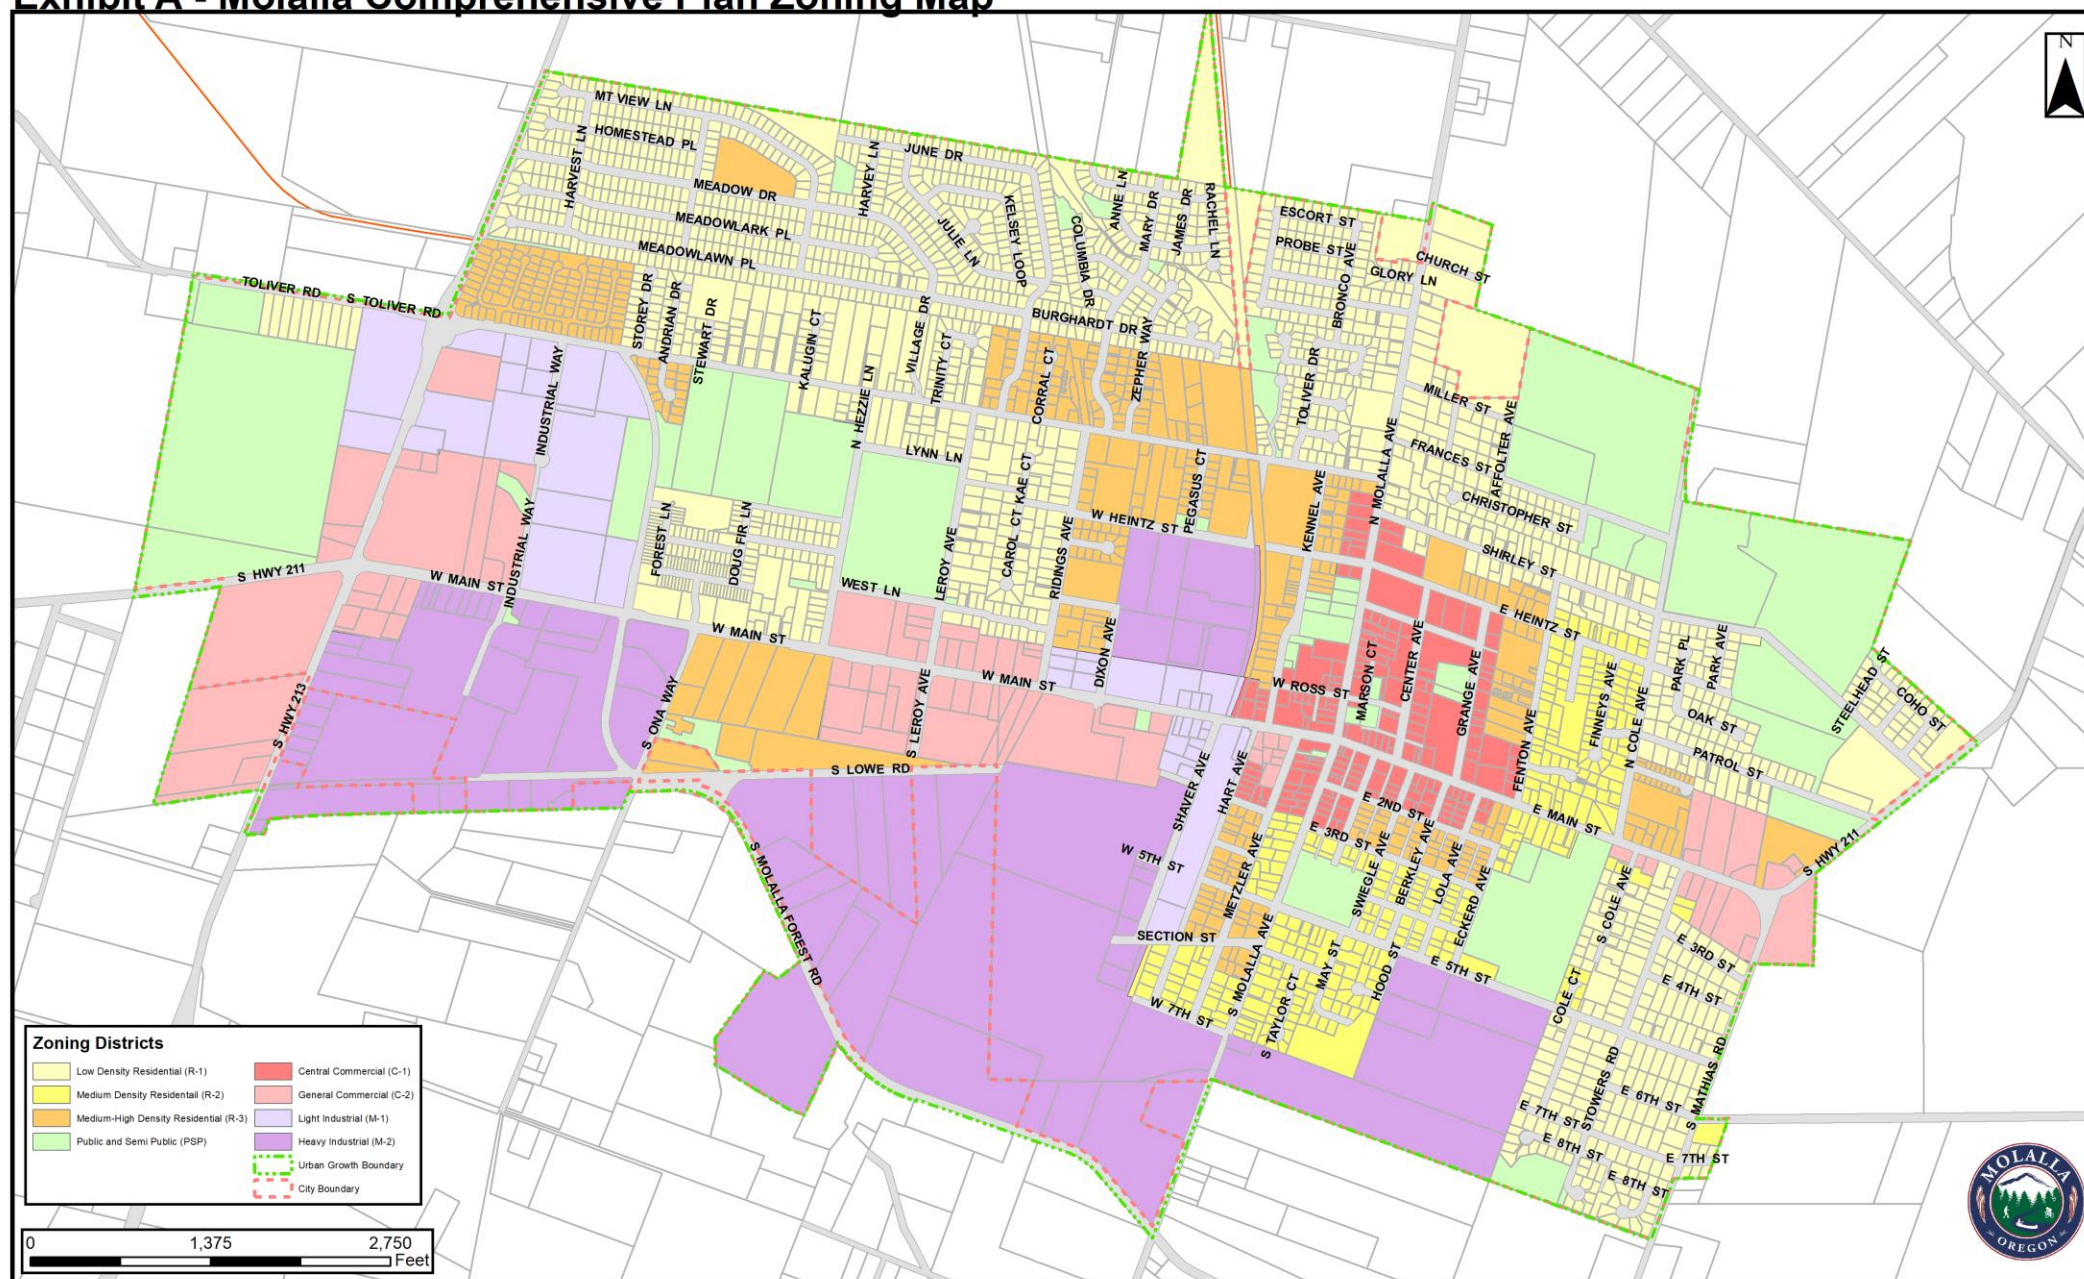 Exhibit A - Molalla Comprehensive Plan Zoning Map
N
MT VIEW LN
HOMESTEAD PL
HARVEST LN
MEADOW DR
MEADOWLARK PL
MEADOWLAWN PL
HARVEY LN
JUNE DR
JULIE LN
KELSEY LOOP
COLUMBIA DR
ANNE LN
MARY DR
JAMES DR
RACHEL LN
ESCORT ST
PROBE ST
BRONCO AVE
GLORY LN
CHURCH ST
TOLIVER RD
S TOLIVER RD
STOREY DR
ANDRIAN DR
STEWART DR
KALUGIN CT
VILLAGE DR
TRINITY CT
BURGHARDT DR
ZEPHER WAY
CORRAL CT
TOLIVER DR
MILLER ST
AFFOLTER AVE
FRANCES ST
CHRISTOPHER ST
INDUSTRIAL WAY
N HEZZIE LN
LYNN LN
PEGASUS CT
KENNEL AVE
N MOLALLA AVE
SHIRLEY ST
INDUSTRIAL WAY
FOREST LN
DOUG FIR LN
LEROY AVE
CAROL CT
KAE CT
RIDINGS AVE
W HEINTZ ST
E HEINTZ ST
S HWY 211
W MAIN ST
WEST LN
W MAIN ST
W MAIN ST
DIXON AVE
W ROSS ST
MARSON CT
CENTER AVE
GRANGE AVE
FENTON AVE
FINNEYS AVE
N COLE AVE
PARK PL
PARK AVE
OAK ST
PATROL ST
STEELHEAD ST
COHO ST
S HWY 213
S ONA WAY
S LEROY AVE
S LOWE RD
SHAVER AVE
HART AVE
E 2ND ST
E 3RD ST
E MAIN ST
S HWY 211
W 5TH ST
METZLER AVE
SWIEGLE AVE
BERKLEY AVE
LOLA AVE
ECKERD AVE
S COLE AVE
E 3RD ST
E 4TH ST
S MOLALLA FOREST RD
SECTION ST
S MOLALLA AVE
MAY ST
HOOD ST
E 5TH ST
COLE CT
W 7TH ST
S TAYLOR CT
STOWERS RD
E 6TH ST
S MATHIAS RD
E 7TH ST
E 8TH ST
E 7TH ST
E 8TH ST
Zoning Districts
Low Density Residential (R-1)
Medium Density Residentail (R-2)
Medium-High Density Residential (R-3)
Public and Semi Public (PSP)
Central Commercial (C-1)
General Commercial (C-2)
Light Industrial (M-1)
Heavy Industrial (M-2)
Urban Growth Boundary
City Boundary
0 1,375 2,750
Feet
MOLALLA
OREGON